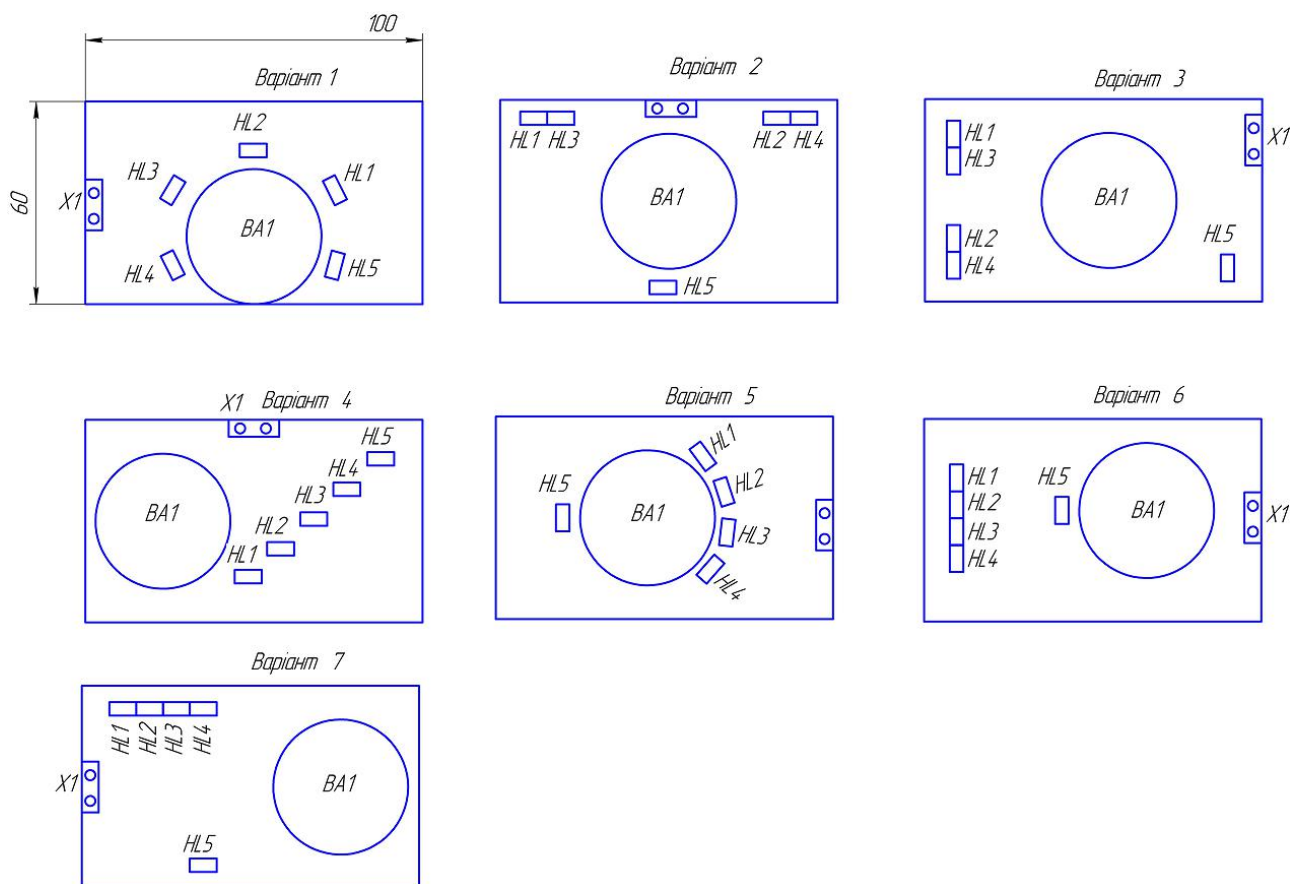 100
60
Варіант 1
HL2
HL3
HL1
X1
BA1
HL4
HL5
Варіант 2
HL1 HL3
HL2 HL4
BA1
HL5
Варіант 3
HL1
HL3
X1
BA1
HL2
HL4
HL5
X1 Варіант 4
HL5
HL4
HL3
BA1
HL2
HL1
Варіант 5
HL1
HL2
HL5
BA1
HL3
HL4
Варіант 6
HL1
HL2
HL3
HL4
HL5
BA1
X1
Варіант 7
HL1
HL2
HL3
HL4
X1
BA1
HL5